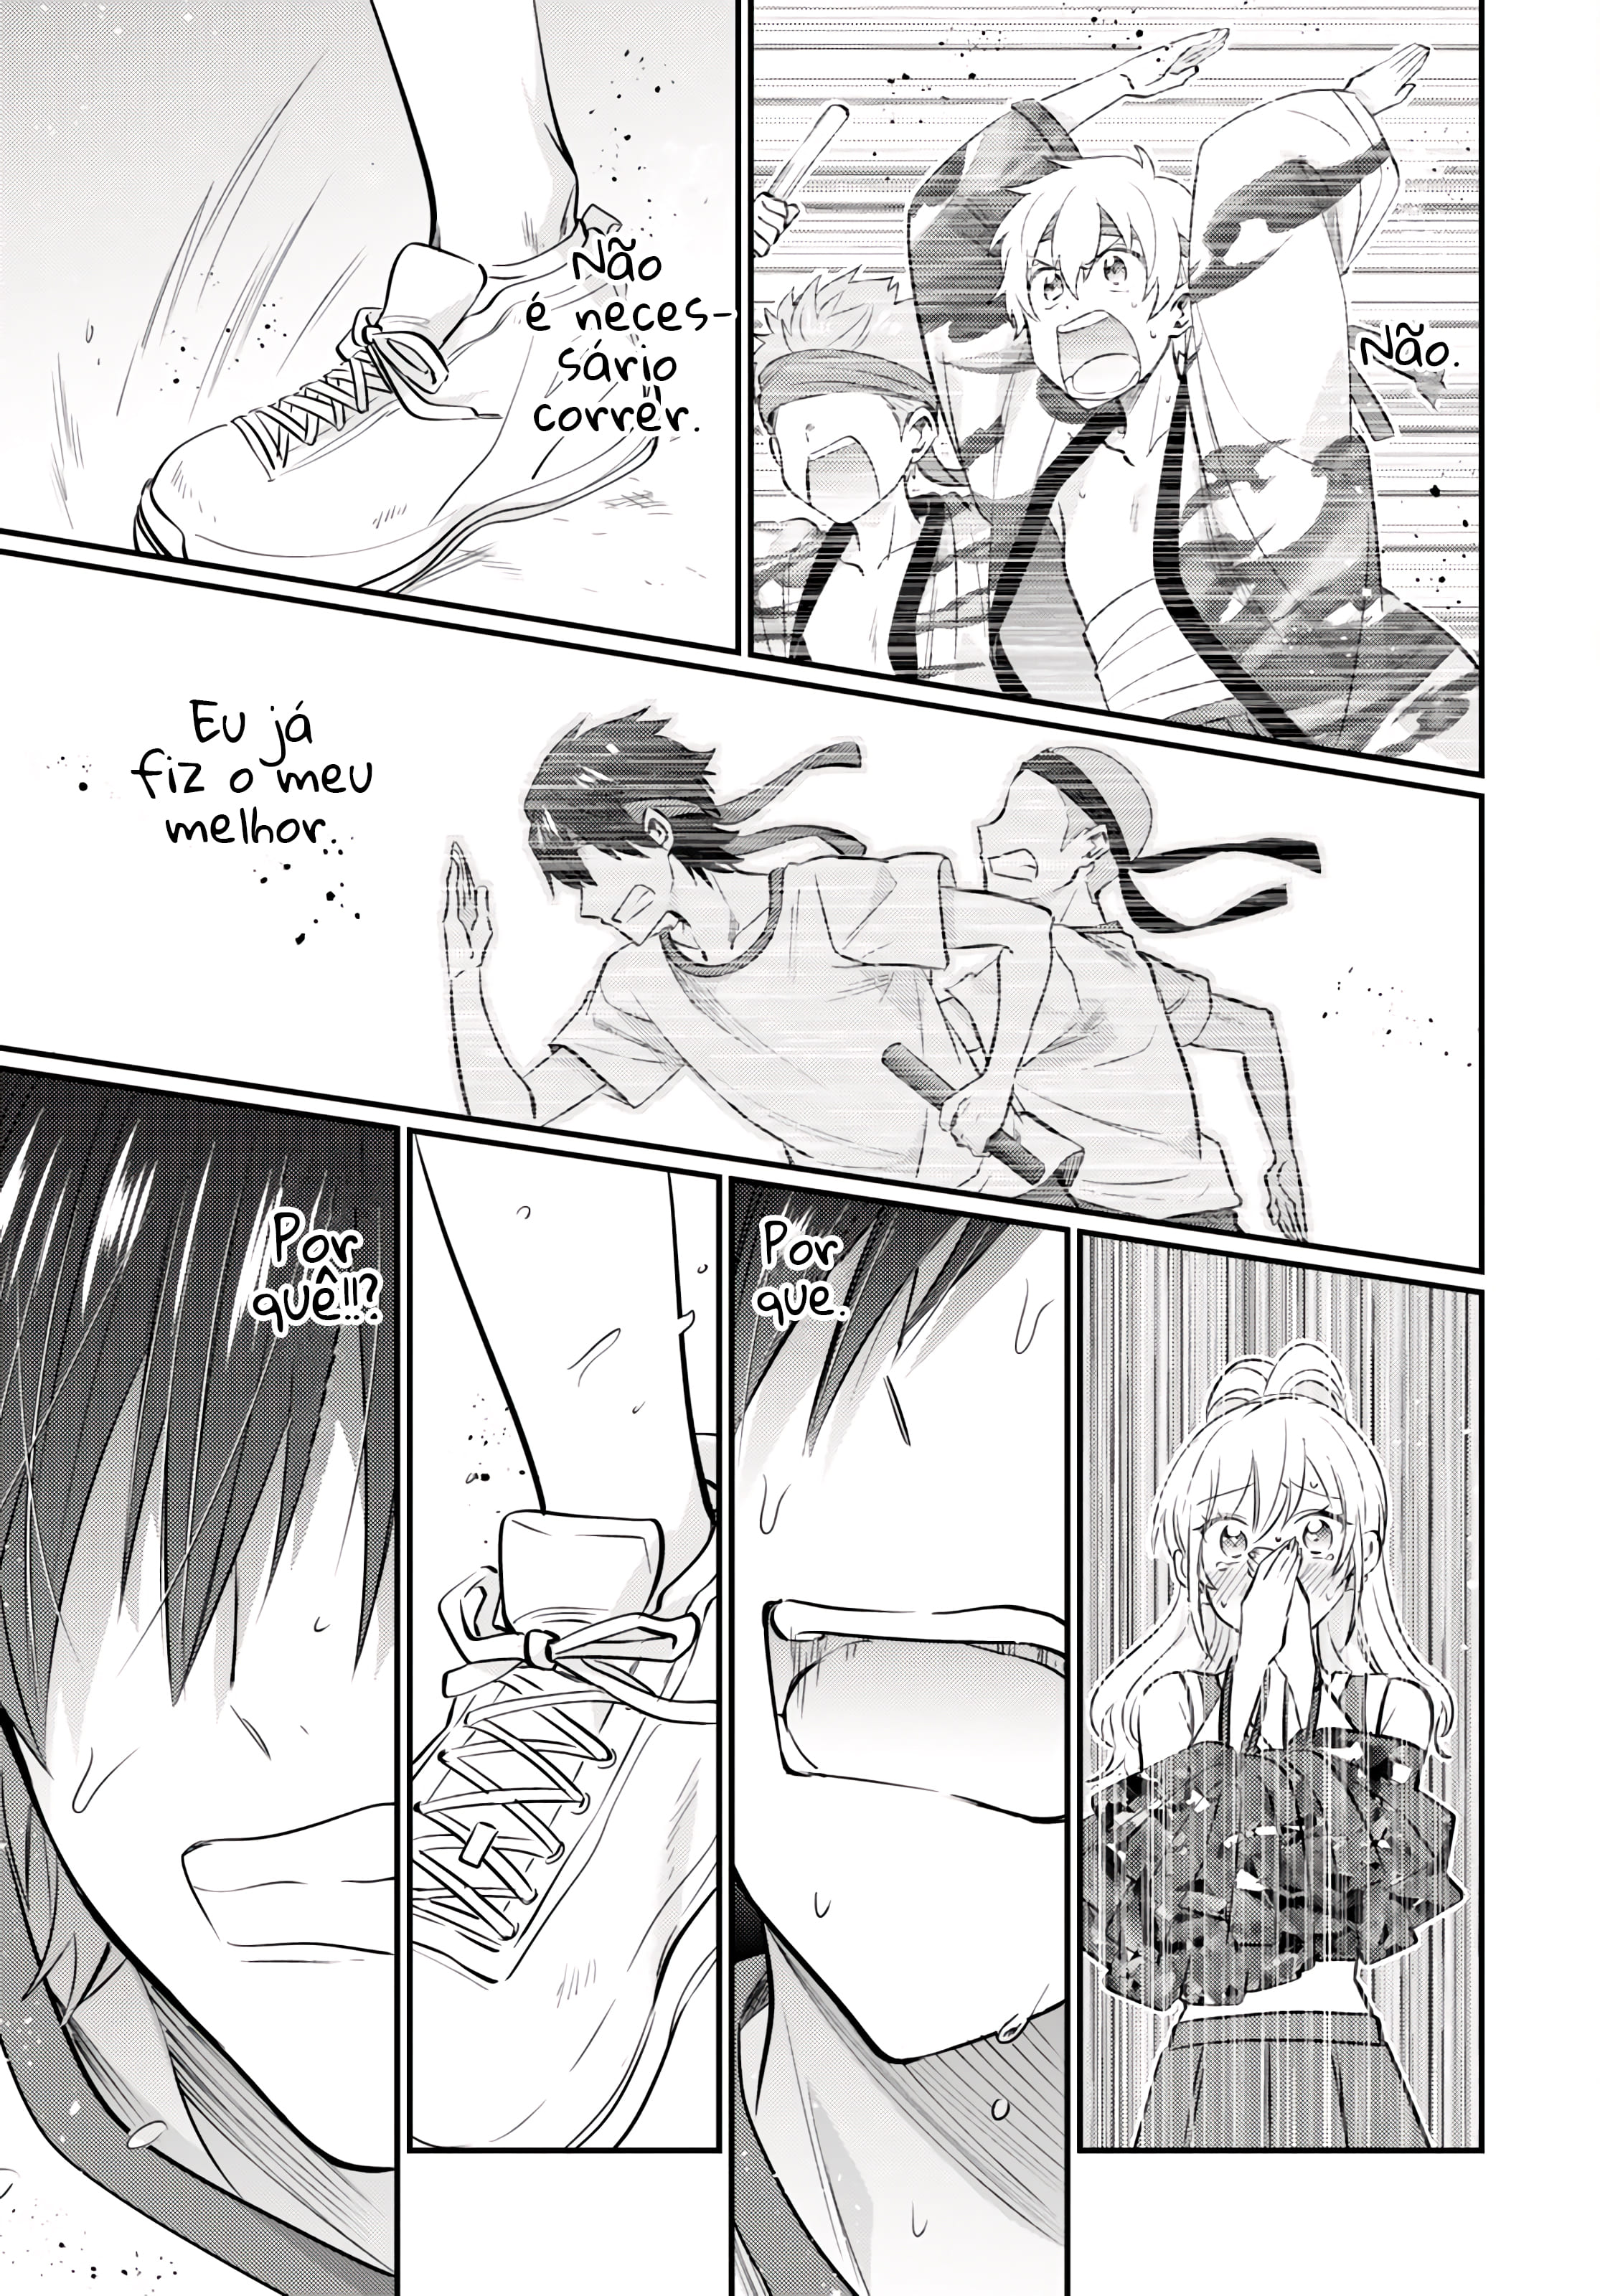 Não.
Não
é neces-
sário
correr.
Eu já
fiz o meu
melhor.
Por
que.
Por
quê!!?